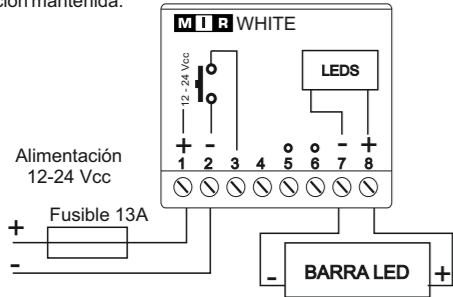 ción mantenida.
MIR WHITE
12 - 24 Vcc
LEDS
+ - - +
1 2 3 4 5 6 7 8
Alimentación
12-24 Vcc
Fusible 13A
+
-
- BARRA LED +